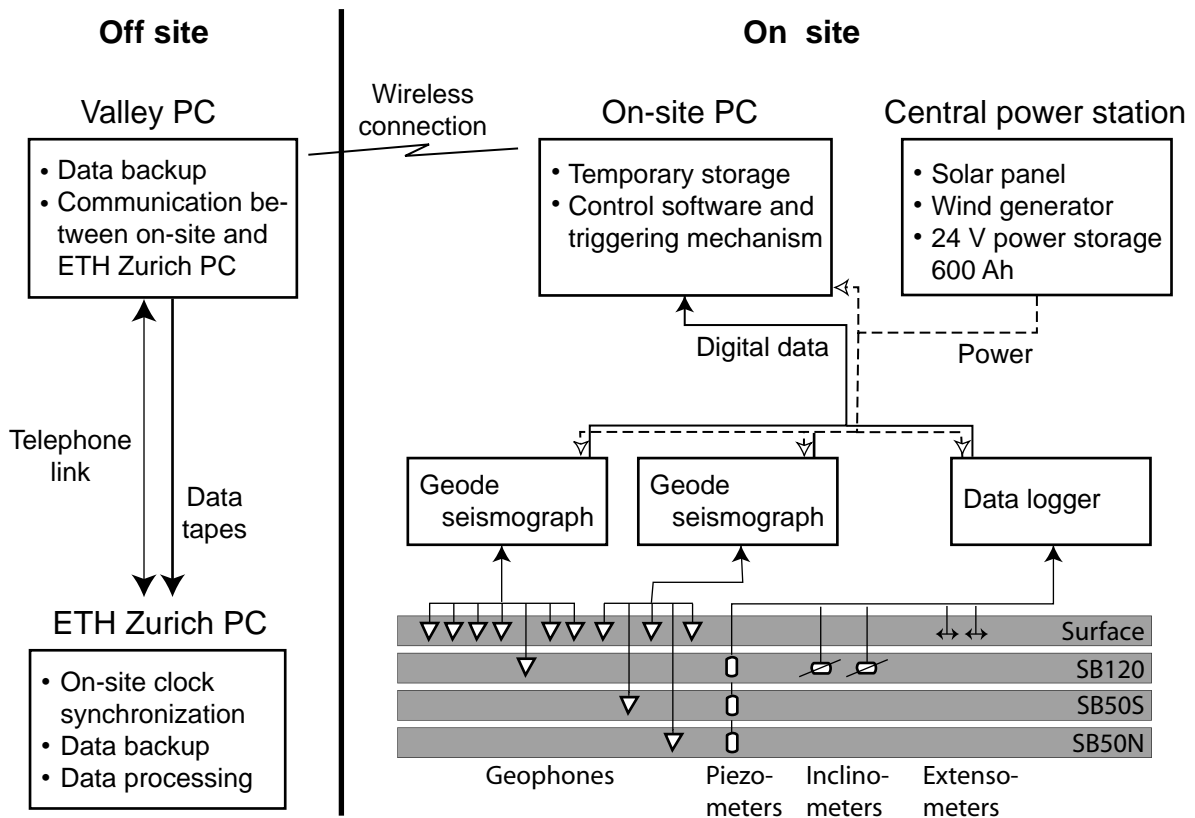 Off site
On  site
Valley PC
• Data backup
• Communication be-
tween on-site and
ETH Zurich PC
Wireless
connection
On-site PC
• Temporary storage
• Control software and
triggering mechanism
Central power station
• Solar panel
• Wind generator
• 24 V power storage
600 Ah
Digital data
Power
Telephone
link
Data
tapes
Geode
seismograph
Geode
seismograph
Data logger
ETH Zurich PC
• On-site clock
synchronization
• Data backup
• Data processing
Surface
SB120
SB50S
SB50N
Geophones
Piezo-
meters
Inclino-
meters
Extenso-
meters